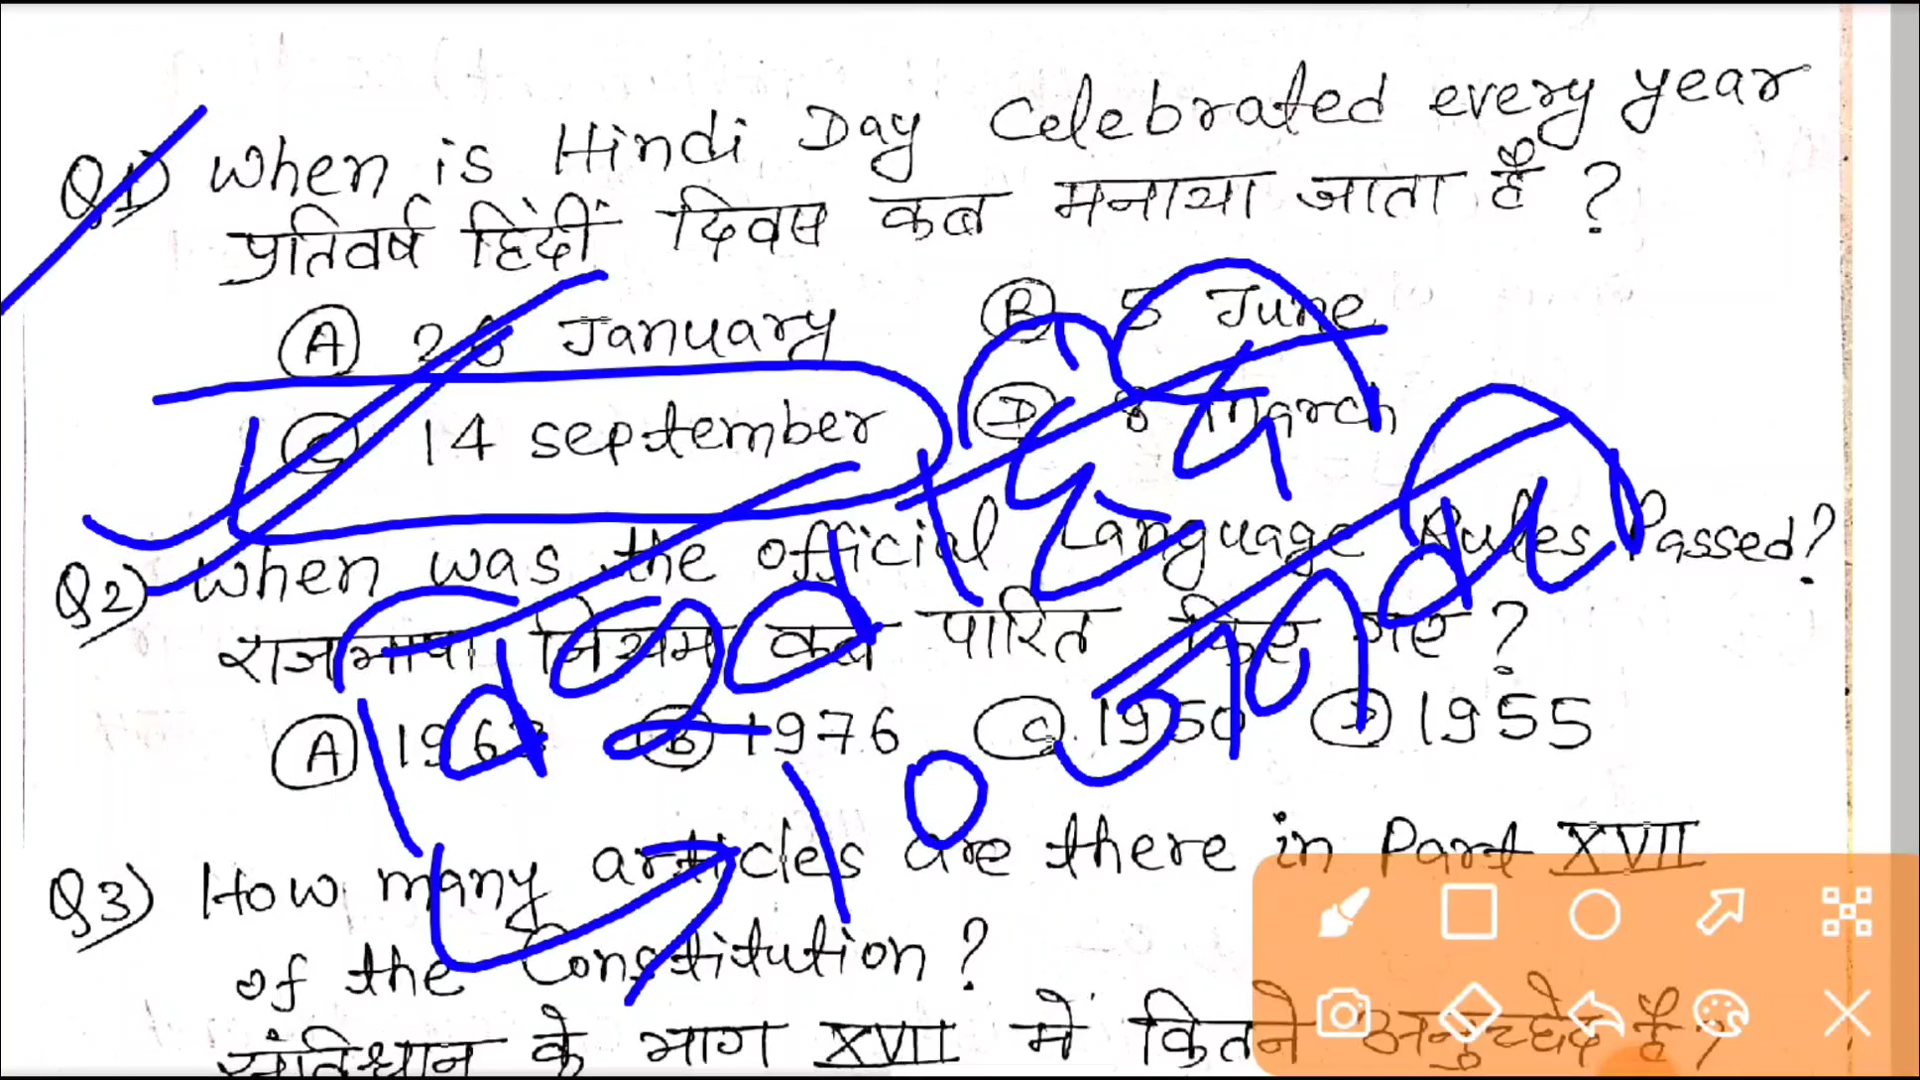 Q1) When is Hindi Day Celebrated every year
प्रतिवर्ष हिंदीं दिवस कब मनाया जाता है ?
(A) 26 January (B) 5 June
(C) 14 september (D) 8 march
Q2) When was the official Language Rules Passed?
राजभाषा नियम कब पारित किए गए ?
(A) 1963 (B) 1976 (C) 1950 (D) 1955
Q3) How many articles are there in Part XVII
of the Constitution ?
संविधान के भाग XVII में कितने अनुच्छेद है ?